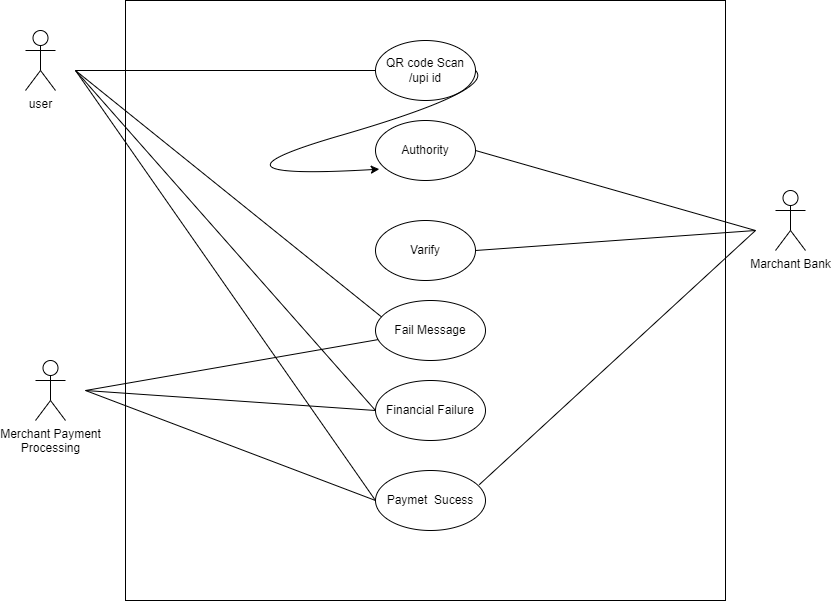 QR code Scan
/upi id
user
Authority
Varify
Marchant Bank
Fail Message
Financial Failure
Merchant Payment
Processing
Paymet Sucess